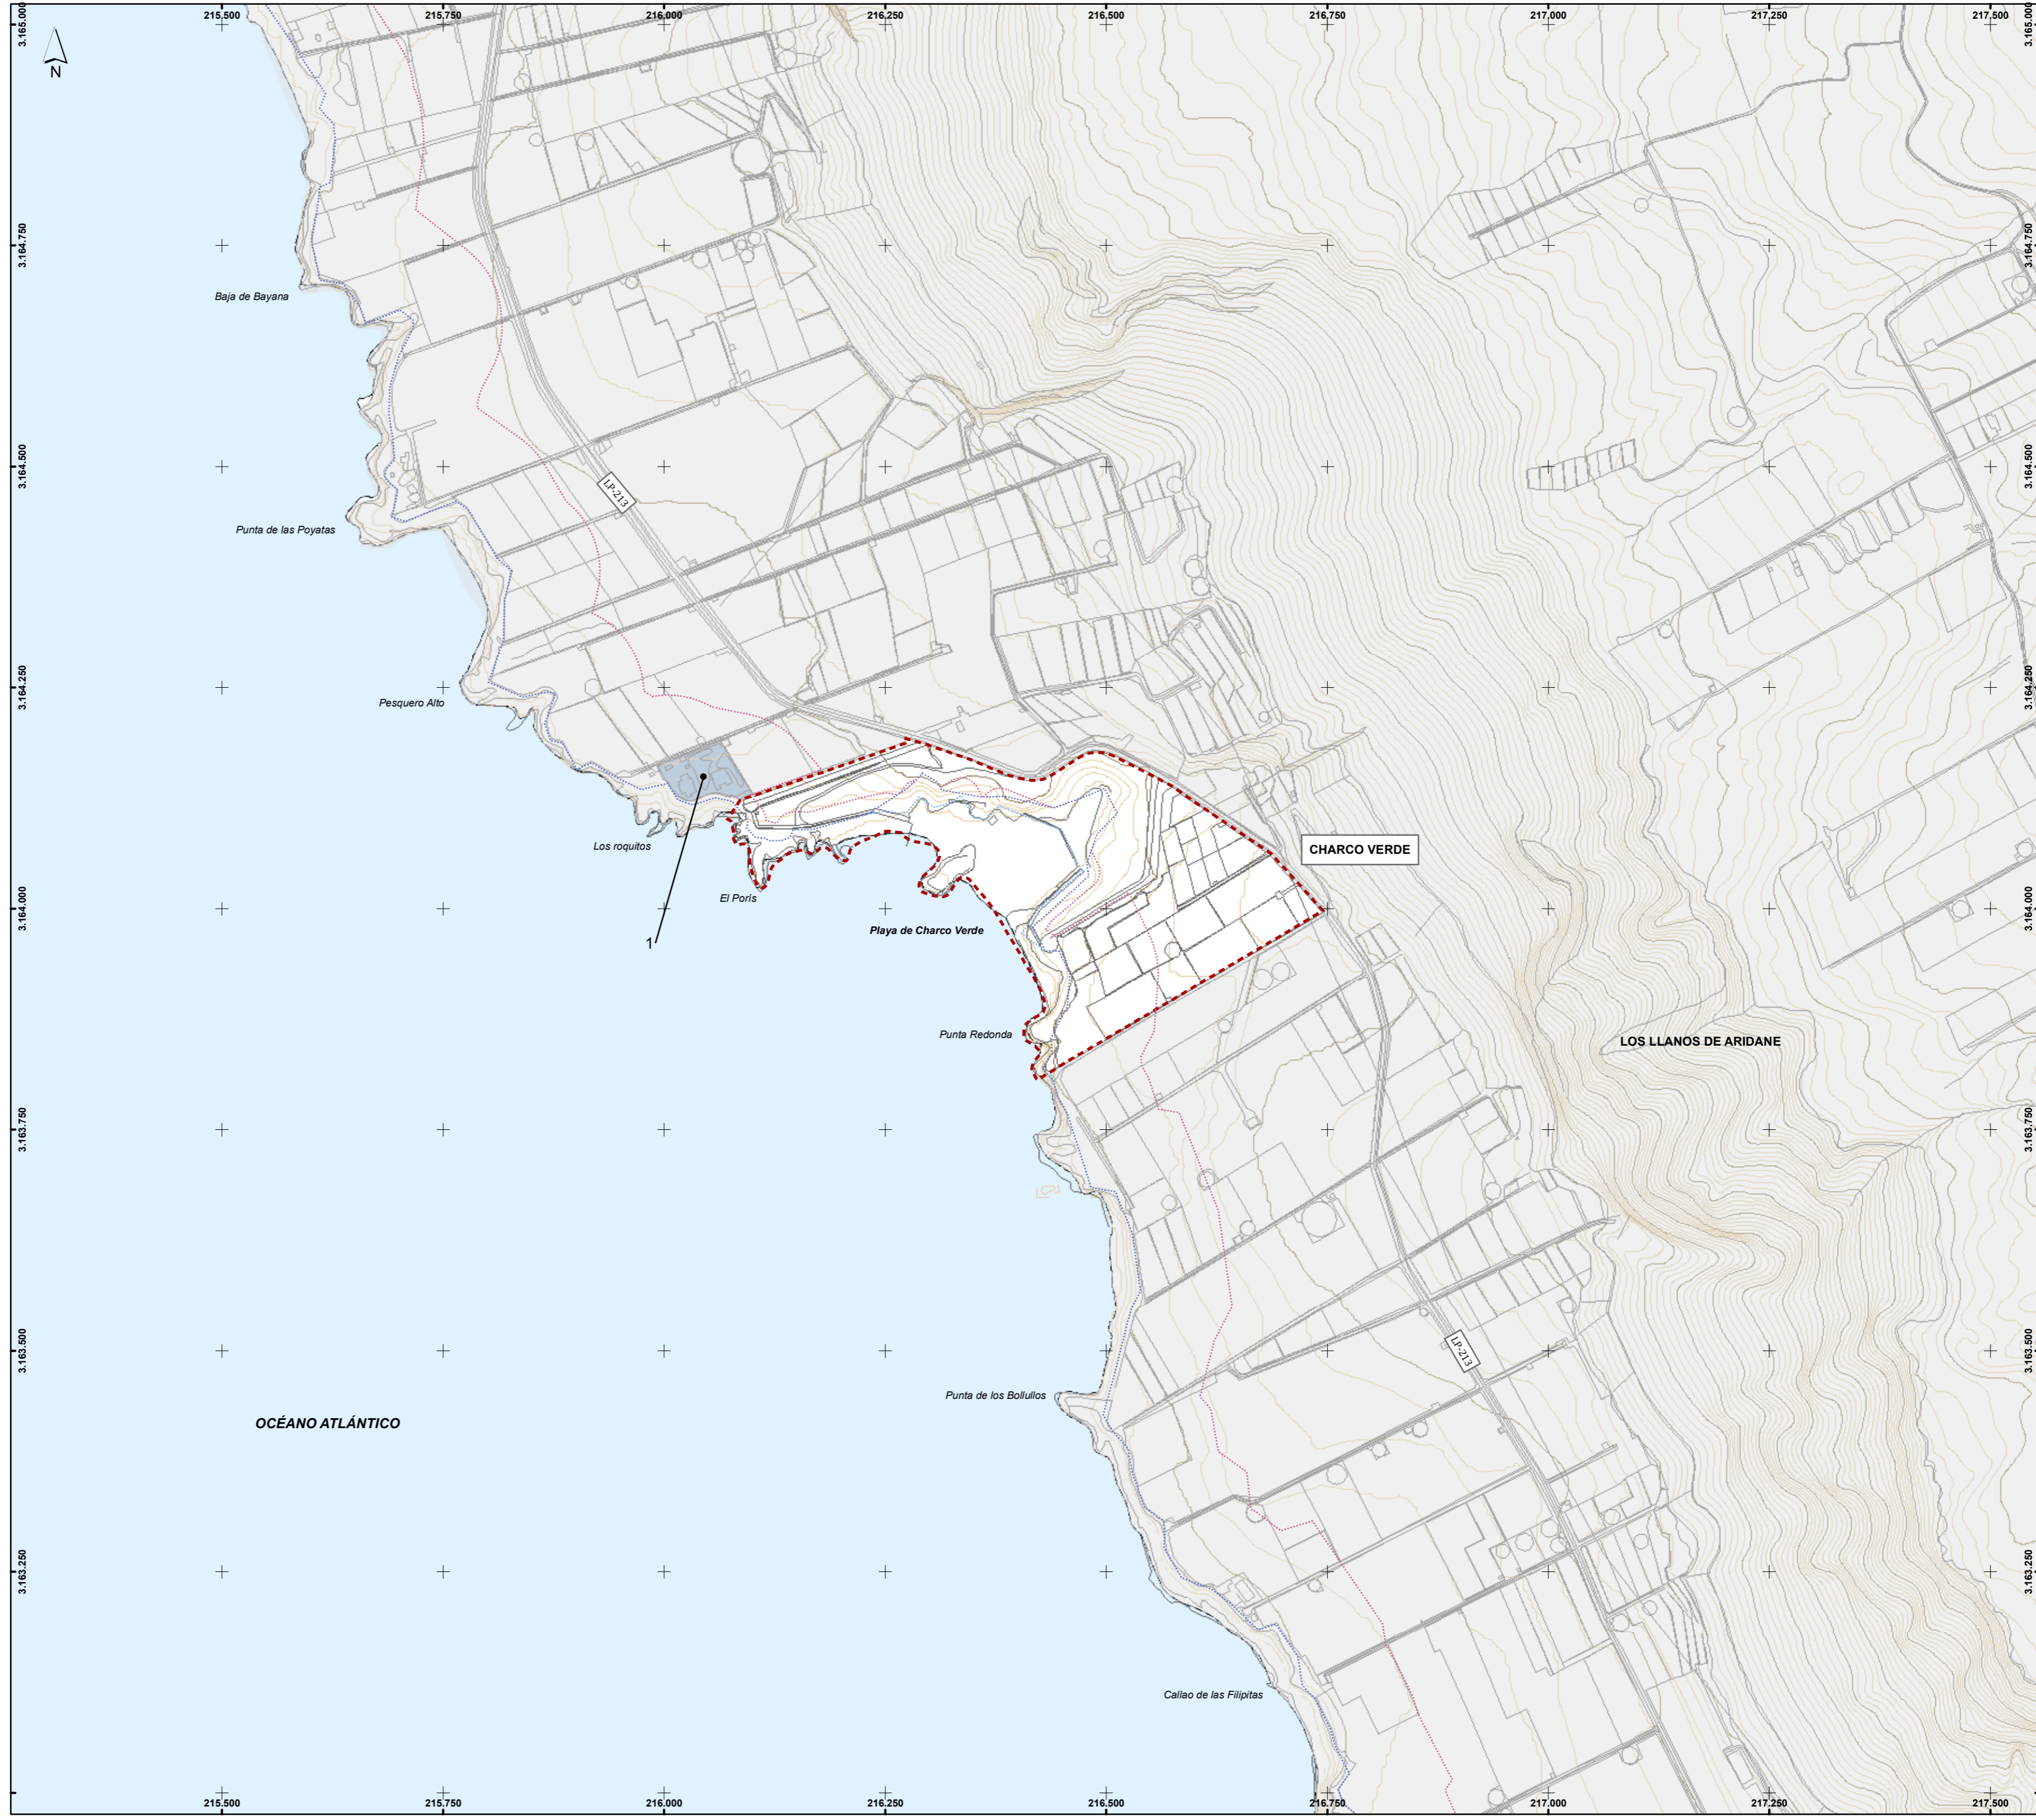 215.500 215.750 216.000 216.250 216.500 216.750 217.000 217.250 217.500
3.165.000
3.165.000
N
3.164.750
3.164.750
Baja de Bayana
3.164.500
3.164.500
LP-213
Punta de las Poyatas
3.164.250
3.164.250
Pesquero Alto
Los roquitos
CHARCO VERDE
El Porís
3.164.000
3.164.000
Playa de Charco Verde
1
Punta Redonda
LOS LLANOS DE ARIDANE
3.163.750
3.163.750
3.163.500
3.163.500
LP-213
Punta de los Bollullos
OCÉANO ATLÁNTICO
3.163.250
3.163.250
Callao de las Filipitas
215.500 215.750 216.000 216.250 216.500 216.750 217.000 217.250 217.500